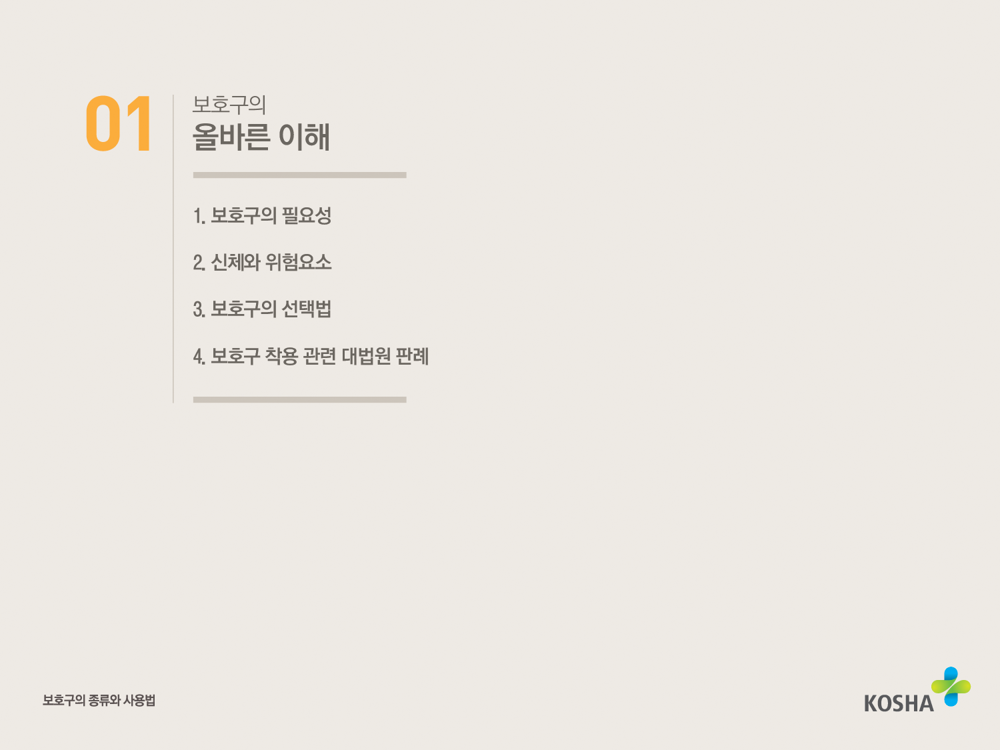 01
보호구의
올바른 이해
1. 보호구의 필요성
2. 신체와 위험요소
3. 보호구의 선택법
4. 보호구 착용 관련 대법원 판례
보호구의 종류와 사용법
KOSHA